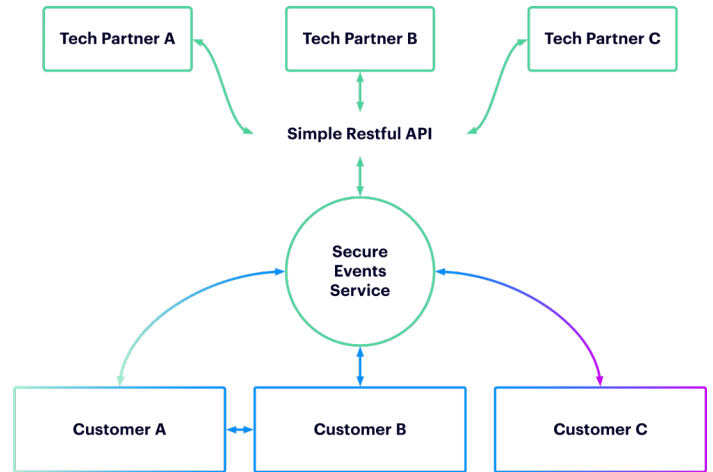 Tech Partner A
Tech Partner B
Tech Partner C
Simple Restful API
Secure
Events
Service
Customer A
Customer B
Customer C